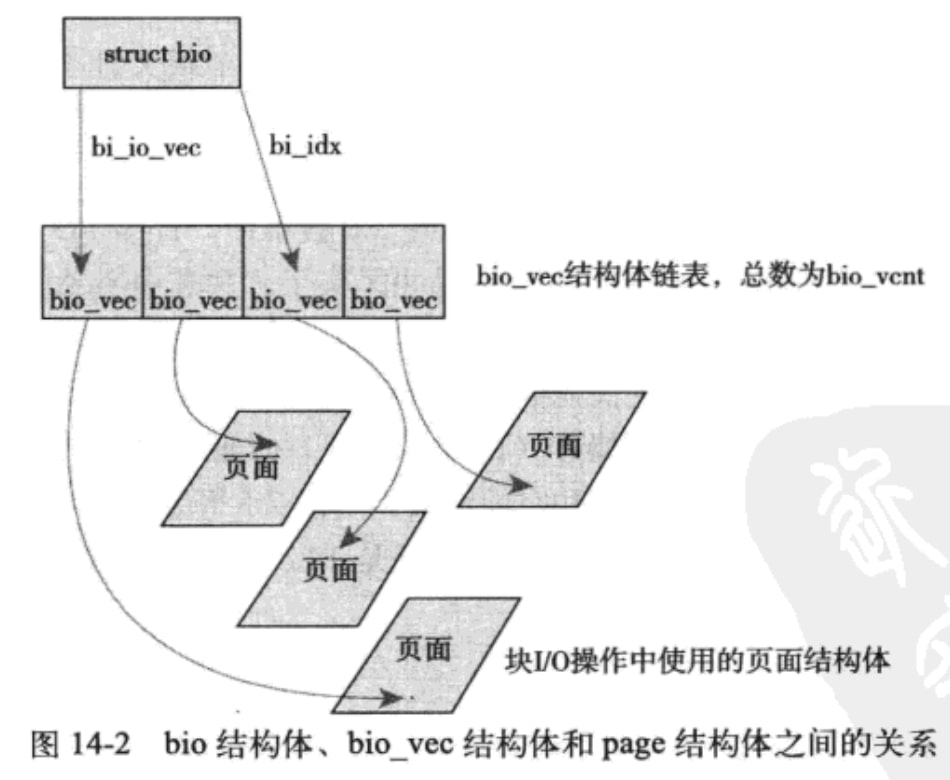 struct bio
bi_io_vec
bi_idx
bio_vec bio_vec bio_vec bio_vec
bio_vec结构体链表，总数为bio_vcnt
页面
页面
页面
页面
块I/O操作中使用的页面结构体
图 14-2 bio 结构体、bio_vec 结构体和 page 结构体之间的关系